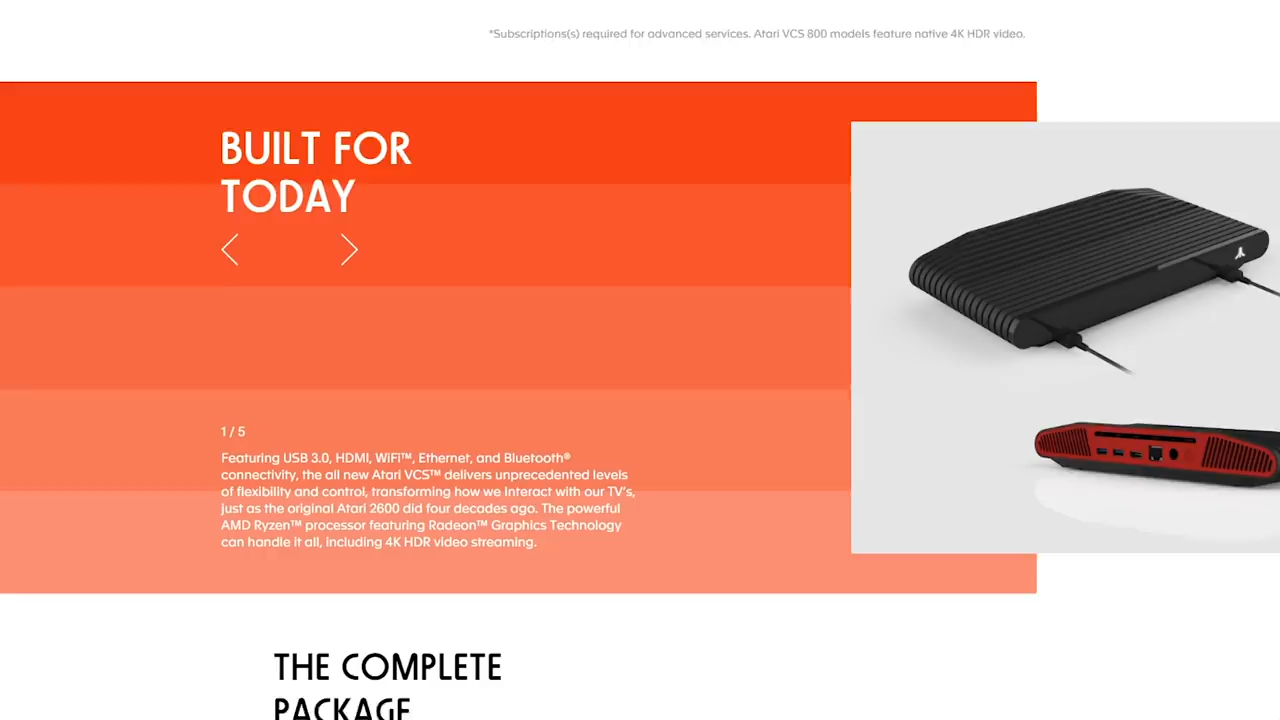 *Subscriptions(s) required for advanced services. Atari VCS 800 models feature native 4K HDR video.
BUILT FOR
TODAY
1 / 5
Featuring USB 3.0, HDMI, WiFi™, Ethernet, and Bluetooth®
connectivity, the all new Atari VCS™ delivers unprecedented levels
of flexibility and control, transforming how we Interact with our TV's,
just as the original Atari 2600 did four decades ago. The powerful
AMD Ryzen™ processor featuring Radeon™ Graphics Technology
can handle it all, including 4K HDR video streaming.
THE COMPLETE
PACKAGE